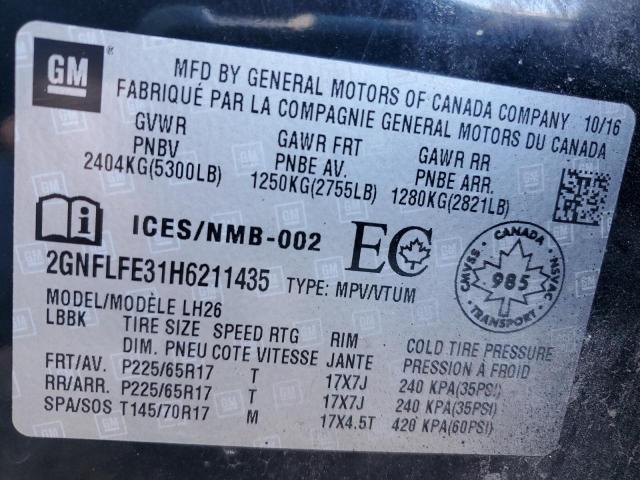 GM
MFD BY GENERAL MOTORS OF CANADA COMPANY 10/16
FABRIQUÉ PAR LA COMPAGNIE GENERAL MOTORS DU CANADA
GVWR GAWR FRT GAWR RR
PNBV PNBE AV. PNBE ARR.
2404KG(5300LB) 1250KG(2755LB) 1280KG(2821LB)
ICES/NMB-002 EC
CANADA CMVSS NSVAC 985 TRANSPORT
2GNFLFE31H6211435 TYPE: MPV/VTUM
MODEL/MODÈLE LH26
LBBK TIRE SIZE SPEED RTG RIM COLD TIRE PRESSURE
DIM. PNEU COTE VITESSE JANTE PRESSION À FROID
FRT/AV. P225/65R17 T 17X7J 240 KPA(35PSI)
RR/ARR. P225/65R17 T 17X7J 240 KPA(35PSI)
SPA/SOS T145/70R17 M 17X4.5T 420 KPA(60PSI)